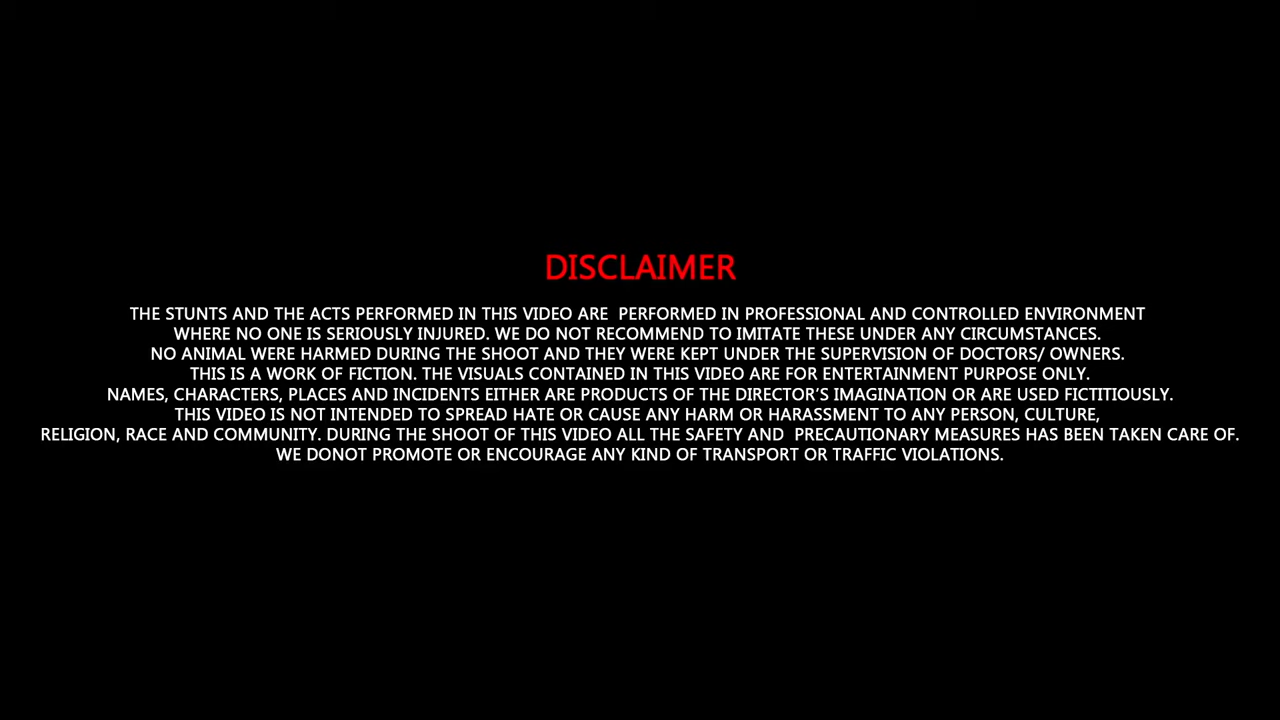 DISCLAIMER
THE STUNTS AND THE ACTS PERFORMED IN THIS VIDEO ARE  PERFORMED IN PROFESSIONAL AND CONTROLLED ENVIRONMENT
WHERE NO ONE IS SERIOUSLY INJURED. WE DO NOT RECOMMEND TO IMITATE THESE UNDER ANY CIRCUMSTANCES.
NO ANIMAL WERE HARMED DURING THE SHOOT AND THEY WERE KEPT UNDER THE SUPERVISION OF DOCTORS/ OWNERS.
THIS IS A WORK OF FICTION. THE VISUALS CONTAINED IN THIS VIDEO ARE FOR ENTERTAINMENT PURPOSE ONLY.
NAMES, CHARACTERS, PLACES AND INCIDENTS EITHER ARE PRODUCTS OF THE DIRECTOR'S IMAGINATION OR ARE USED FICTITIOUSLY.
THIS VIDEO IS NOT INTENDED TO SPREAD HATE OR CAUSE ANY HARM OR HARASSMENT TO ANY PERSON, CULTURE,
RELIGION, RACE AND COMMUNITY. DURING THE SHOOT OF THIS VIDEO ALL THE SAFETY AND  PRECAUTIONARY MEASURES HAS BEEN TAKEN CARE OF.
WE DONOT PROMOTE OR ENCOURAGE ANY KIND OF TRANSPORT OR TRAFFIC VIOLATIONS.